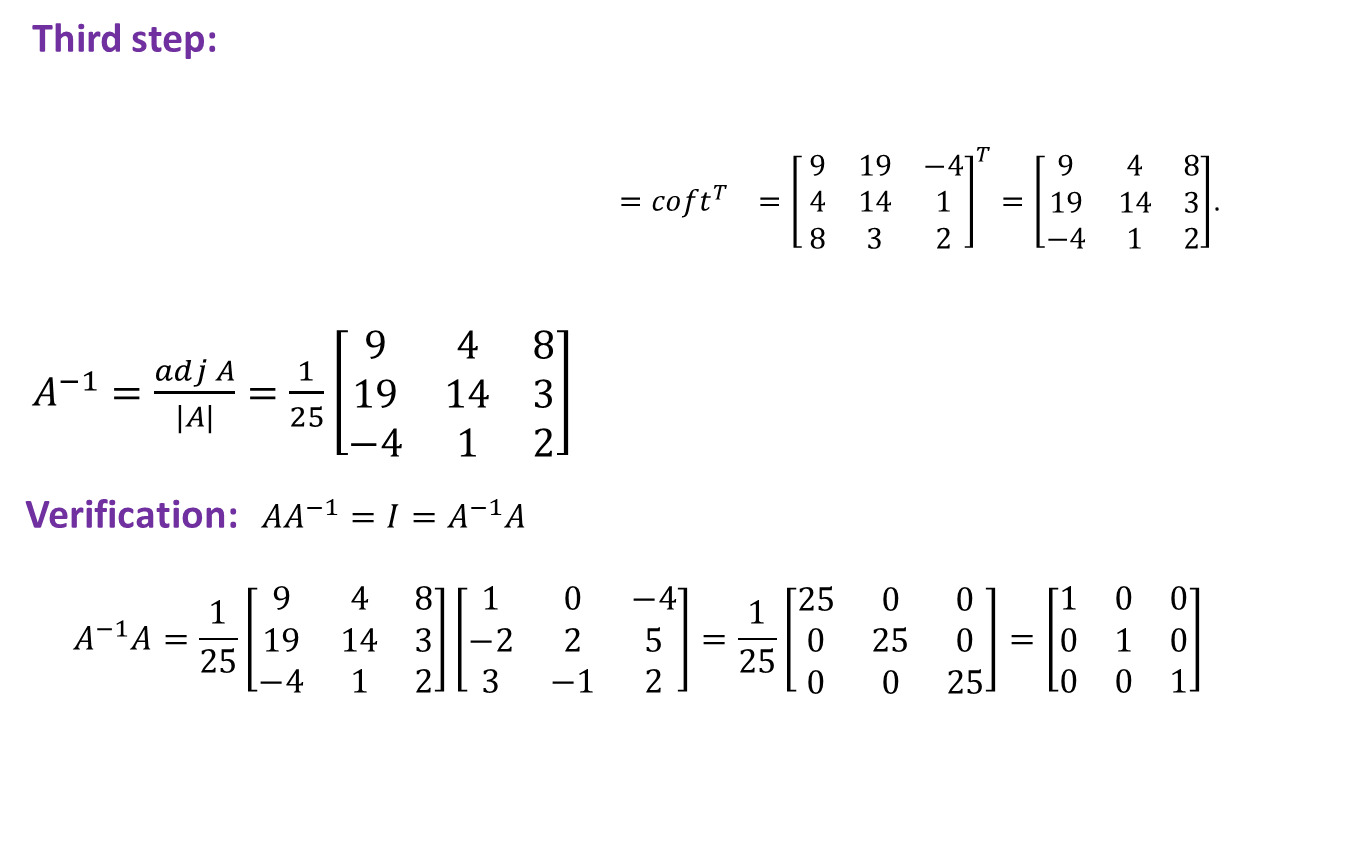 Third step:
= coft^T = [9 19 −4; 4 14 1; 8 3 2]^T = [9 4 8; 19 14 3; −4 1 2].
A^−1 = adj A / |A| = 1/25 [9 4 8; 19 14 3; −4 1 2]
Verification: AA^−1 = I = A^−1A
A^−1A = 1/25 [9 4 8; 19 14 3; −4 1 2] [1 0 −4; −2 2 5; 3 −1 2] = 1/25 [25 0 0; 0 25 0; 0 0 25] = [1 0 0; 0 1 0; 0 0 1]